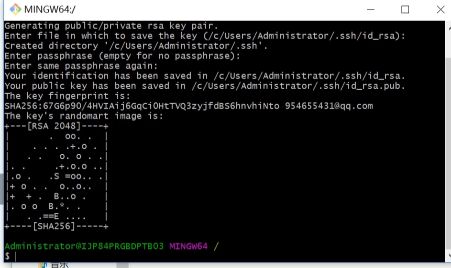 MINGW64:/
Generating public/private rsa key pair.
Enter file in which to save the key (/c/Users/Administrator/.ssh/id_rsa):
Created directory '/c/Users/Administrator/.ssh'.
Enter passphrase (empty for no passphrase):
Enter same passphrase again:
Your identification has been saved in /c/Users/Administrator/.ssh/id_rsa.
Your public key has been saved in /c/Users/Administrator/.ssh/id_rsa.pub.
The key fingerprint is:
SHA256:67G6p90/4HVIAij6GqCiOHtTVQ3zyjfdBS6hnvhiNto 954655431@qq.com
The key's randomart image is:
+---[RSA 2048]----+
|       .  oo. .  |
|    . . . .+.o . |
|   . .   o. o . .|
|. .     .+.o.o ..|
|.o .   .S =oo.. .|
|+ o . .  o..o..  |
|+  + .  B..o .   |
|. o o  B.*. .    |
|   . .==E ....   |
+----[SHA256]-----+
Administrator@IJP84PRGBDPTBO3 MINGW64 /
$
音乐